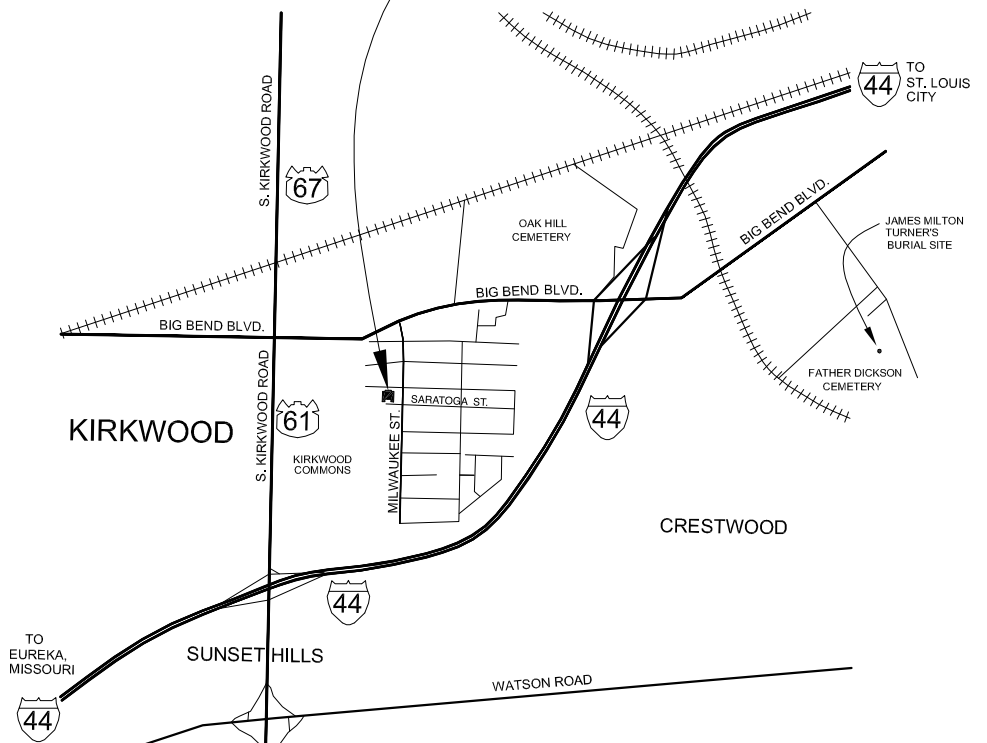 44
TO
ST. LOUIS
CITY
S. KIRKWOOD ROAD
67
OAK HILL
CEMETERY
BIG BEND BLVD.
JAMES MILTON
TURNER'S
BURIAL SITE
BIG BEND BLVD.
BIG BEND BLVD.
S. KIRKWOOD ROAD
FATHER DICKSON
CEMETERY
SARATOGA ST.
61
44
KIRKWOOD
MILWAUKEE ST.
KIRKWOOD
COMMONS
CRESTWOOD
44
TO
EUREKA,
MISSOURI
SUNSET HILLS
WATSON ROAD
44